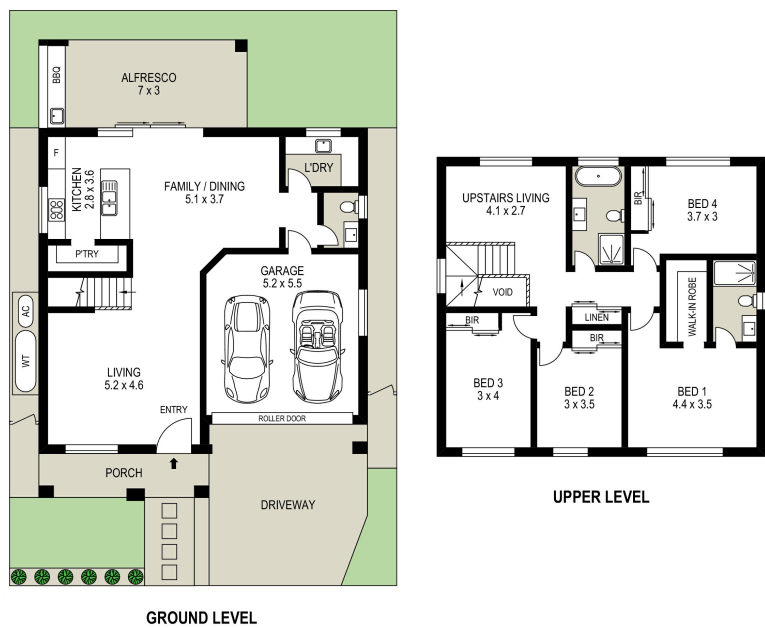 BBQ
ALFRESCO
7 x 3
F
KITCHEN
2.8 x 3.6
FAMILY / DINING
5.1 x 3.7
L'DRY
P'TRY
GARAGE
5.2 x 5.5
AC
WT
LIVING
5.2 x 4.6
ENTRY
ROLLER DOOR
PORCH
DRIVEWAY
GROUND LEVEL
UPSTAIRS LIVING
4.1 x 2.7
BIR
BED 4
3.7 x 3
VOID
LINEN
WALK-IN ROBE
BIR
BIR
BED 3
3 x 4
BED 2
3 x 3.5
BED 1
4.4 x 3.5
UPPER LEVEL